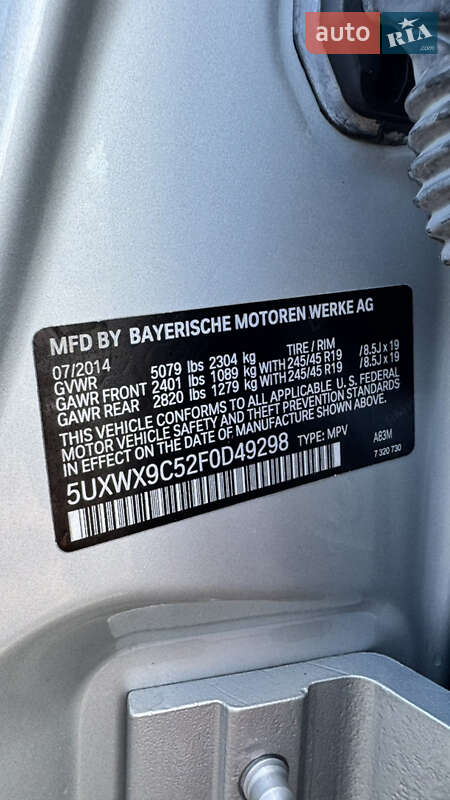 auto RIA .com
MFD BY BAYERISCHE MOTOREN WERKE AG
07/2014 TIRE / RIM
GVWR 5079 lbs 2304 kg
GAWR FRONT 2401 lbs 1089 kg WITH 245/45 R19 / 8.5J x 19
GAWR REAR 2820 lbs 1279 kg WITH 245/45 R19 / 8.5J x 19
THIS VEHICLE CONFORMS TO ALL APPLICABLE U. S. FEDERAL
MOTOR VEHICLE SAFETY AND THEFT PREVENTION STANDARDS
IN EFFECT ON THE DATE OF MANUFACTURE SHOWN ABOVE.
5UXWX9C52F0D49298 TYPE: MPV A83M
7 320 730